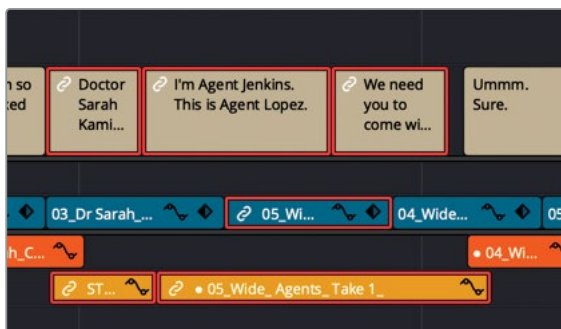 n so
ked
Doctor
Sarah
Kami...
I'm Agent Jenkins.
This is Agent Lopez.
We need
you to
come wi...
Ummm.
Sure.
03_Dr Sarah_...
05_Wi...
04_Wide...
05
h_C...
04_Wi...
ST...
05_Wide_ Agents_ Take 1_